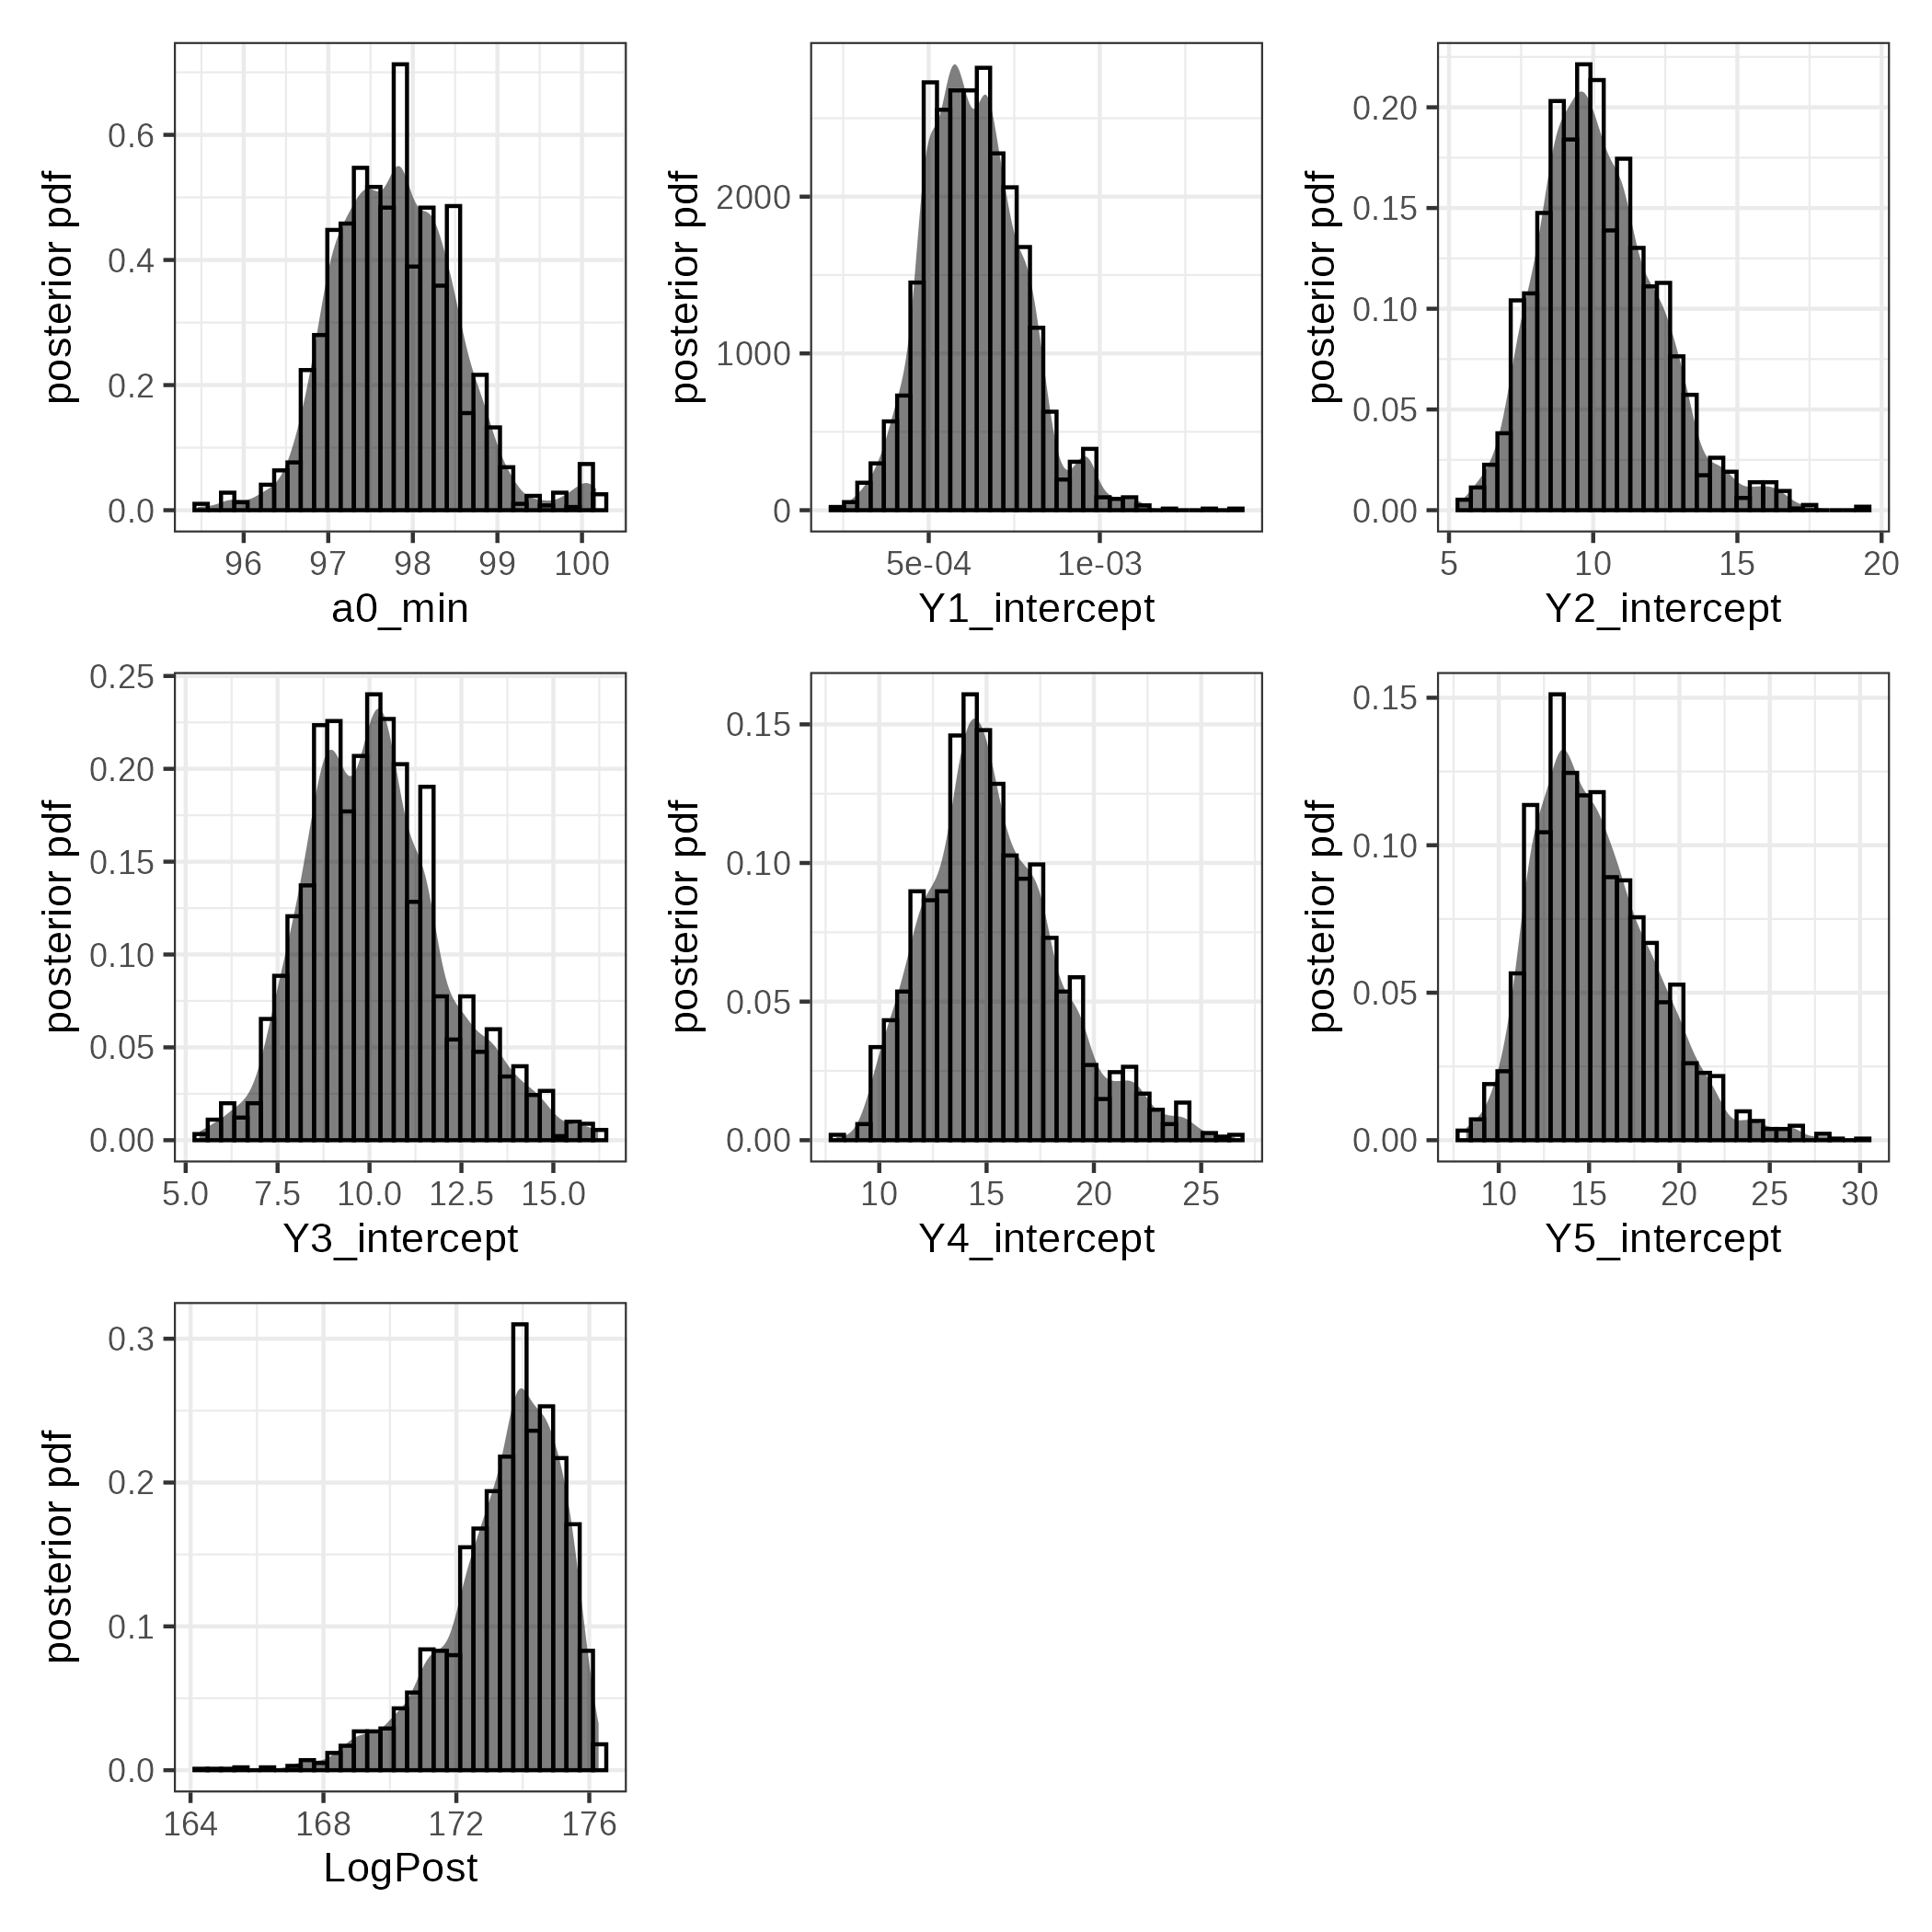 posterior pdf
0.6
0.4
0.2
0.0
96 97 98 99 100
a0_min
posterior pdf
2000
1000
0
5e-04 1e-03
Y1_intercept
posterior pdf
0.20
0.15
0.10
0.05
0.00
5 10 15 20
Y2_intercept
posterior pdf
0.25
0.20
0.15
0.10
0.05
0.00
5.0 7.5 10.0 12.5 15.0
Y3_intercept
posterior pdf
0.15
0.10
0.05
0.00
10 15 20 25
Y4_intercept
posterior pdf
0.15
0.10
0.05
0.00
10 15 20 25 30
Y5_intercept
posterior pdf
0.3
0.2
0.1
0.0
164 168 172 176
LogPost